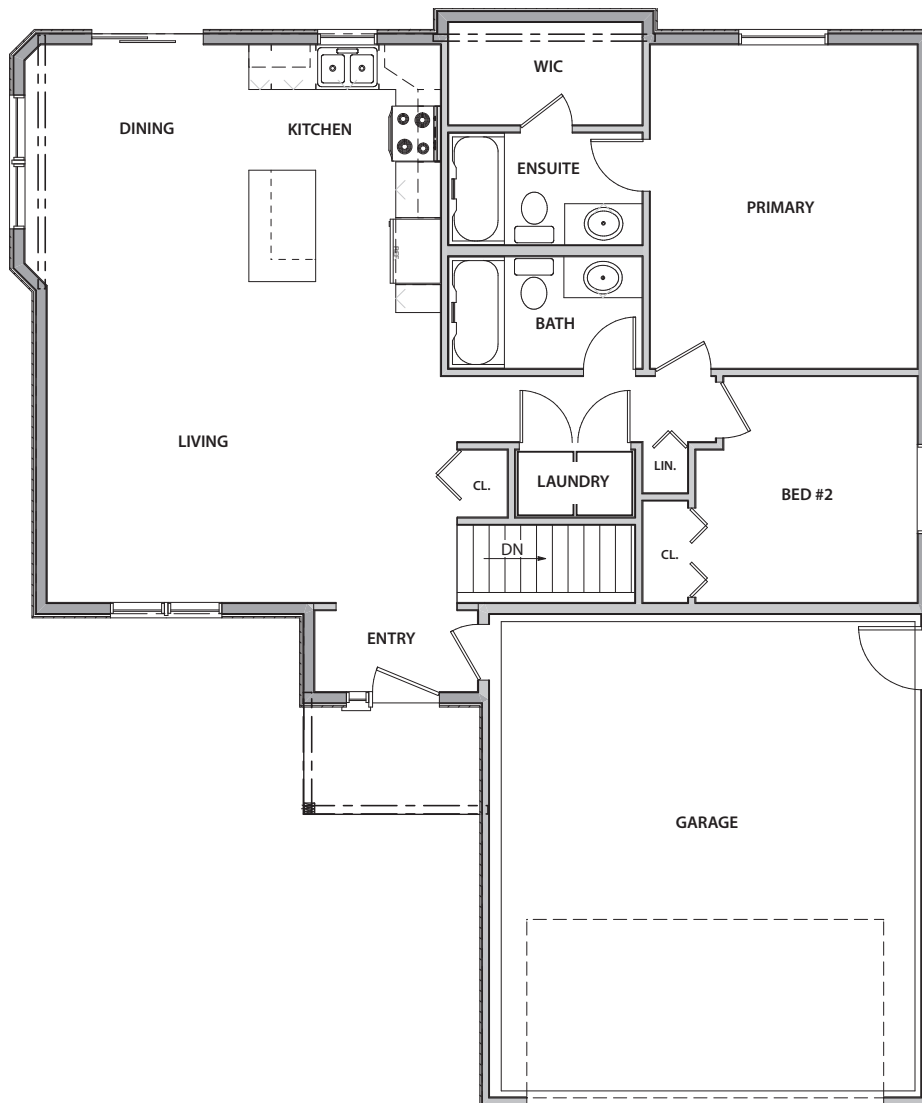 WIC
DINING
KITCHEN
ENSUITE
PRIMARY
BATH
LIVING
CL.
LAUNDRY
LIN.
BED #2
DN
CL.
ENTRY
GARAGE